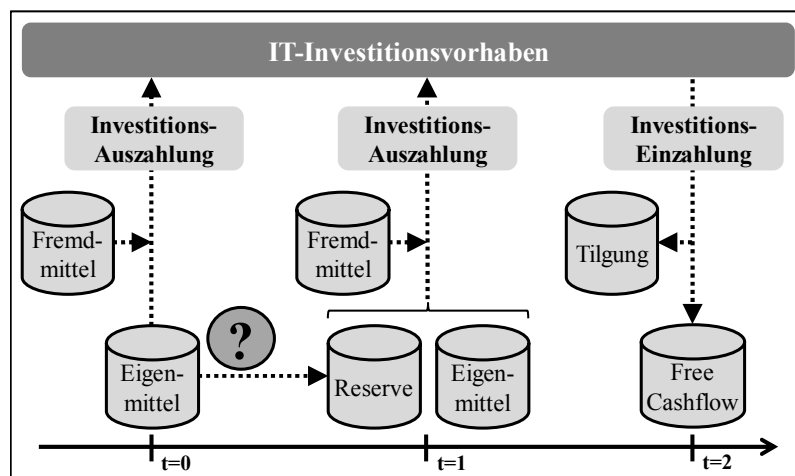 IT-Investitionsvorhaben
Investitions-
Auszahlung
Investitions-
Auszahlung
Investitions-
Einzahlung
Fremd-
mittel
Fremd-
mittel
Tilgung
?
Eigen-
mittel
Reserve
Eigen-
mittel
Free
Cashflow
t=0
t=1
t=2